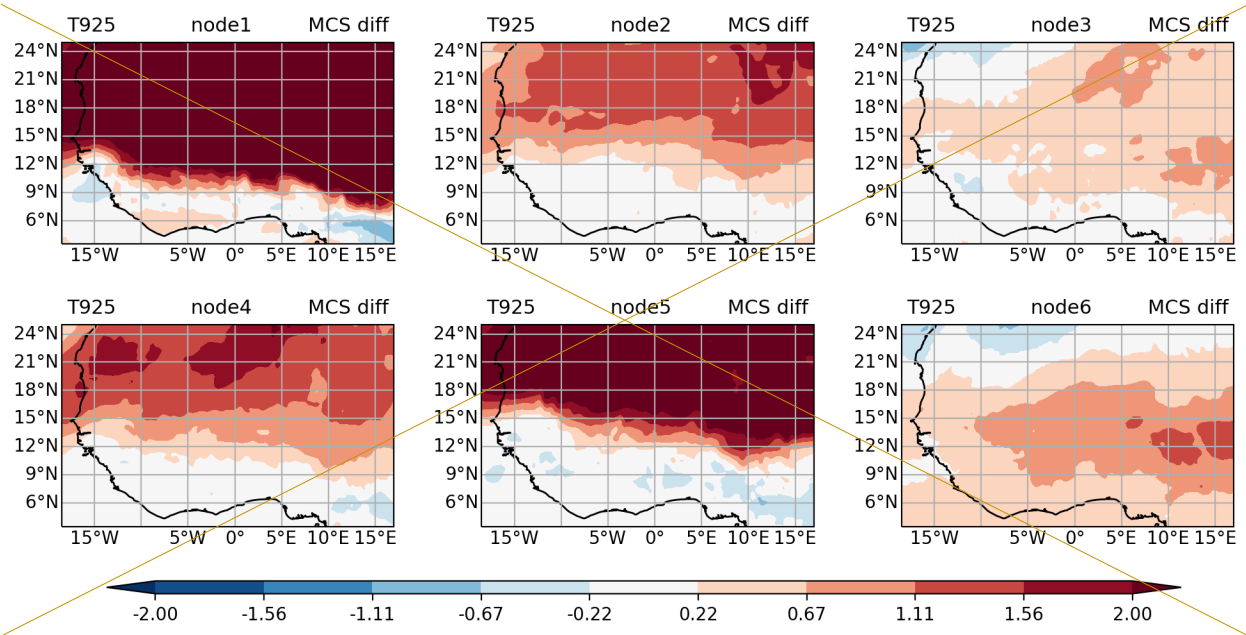 T925 node1 MCS diff T925 node2 MCS diff T925 node3 MCS diff
24°N 24°N 24°N
21°N 21°N 21°N
18°N 18°N 18°N
15°N 15°N 15°N
12°N 12°N 12°N
9°N 9°N 9°N
6°N 6°N 6°N
15°W 5°W 0° 5°E 10°E 15°E 15°W 5°W 0° 5°E 10°E 15°E 15°W 5°W 0° 5°E 10°E 15°E
T925 node4 MCS diff T925 node5 MCS diff T925 node6 MCS diff
24°N 24°N 24°N
21°N 21°N 21°N
18°N 18°N 18°N
15°N 15°N 15°N
12°N 12°N 12°N
9°N 9°N 9°N
6°N 6°N 6°N
15°W 5°W 0° 5°E 10°E 15°E 15°W 5°W 0° 5°E 10°E 15°E 15°W 5°W 0° 5°E 10°E 15°E
-2.00 -1.56 -1.11 -0.67 -0.22 0.22 0.67 1.11 1.56 2.00